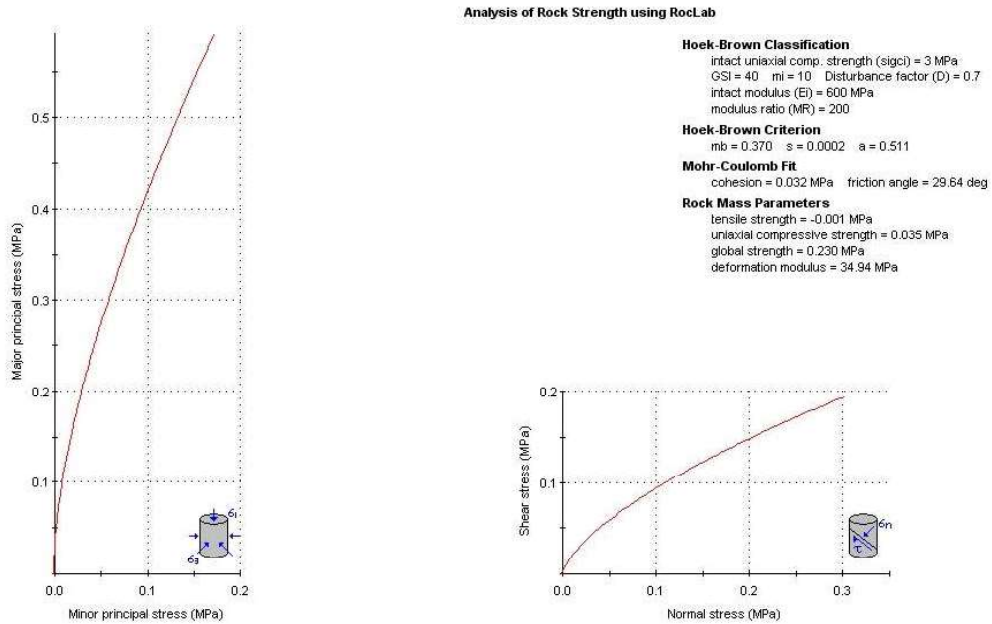 Analysis of Rock Strength using RocLab
Hoek-Brown Classification
intact uniaxial comp. strength (sigci) = 3 MPa
GSI = 40 mi = 10 Disturbance factor (D) = 0.7
intact modulus (Ei) = 600 MPa
modulus ratio (MR) = 200
Hoek-Brown Criterion
mb = 0.370 s = 0.0002 a = 0.511
Mohr-Coulomb Fit
cohesion = 0.032 MPa friction angle = 29.64 deg
Rock Mass Parameters
tensile strength = -0.001 MPa
uniaxial compressive strength = 0.035 MPa
global strength = 0.230 MPa
deformation modulus = 34.94 MPa
Major principal stress (MPa)
0.5
0.4
0.3
0.2
0.1
0.0 0.1 0.2
Minor principal stress (MPa)
σ1
σ3
Shear stress (MPa)
0.2
0.1
0.0 0.1 0.2 0.3
Normal stress (MPa)
σn
τ